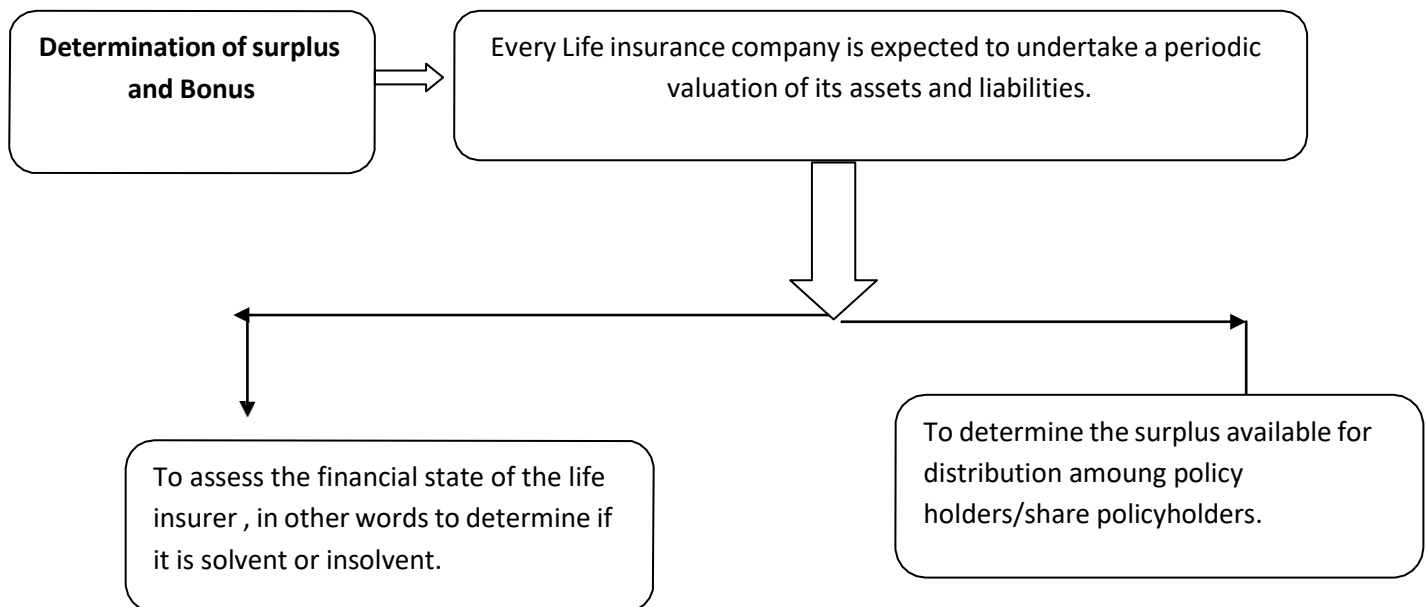 Determination of surplus
and Bonus
Every Life insurance company is expected to undertake a periodic
valuation of its assets and liabilities.
To assess the financial state of the life
insurer , in other words to determine if
it is solvent or insolvent.
To determine the surplus available for
distribution amoung policy
holders/share policyholders.